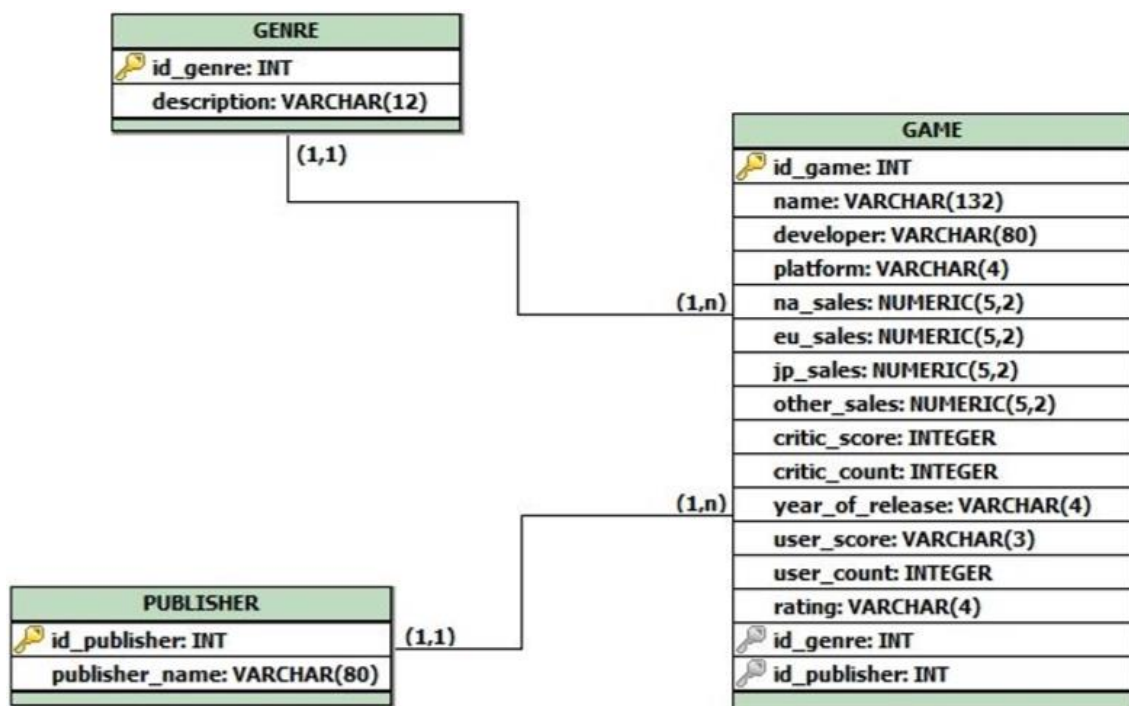 GENRE
id_genre: INT
description: VARCHAR(12)
(1,1)
GAME
id_game: INT
name: VARCHAR(132)
developer: VARCHAR(80)
platform: VARCHAR(4)
na_sales: NUMERIC(5,2)
eu_sales: NUMERIC(5,2)
jp_sales: NUMERIC(5,2)
other_sales: NUMERIC(5,2)
critic_score: INTEGER
critic_count: INTEGER
year_of_release: VARCHAR(4)
user_score: VARCHAR(3)
user_count: INTEGER
rating: VARCHAR(4)
id_genre: INT
id_publisher: INT
(1,n)
(1,n)
PUBLISHER
id_publisher: INT
publisher_name: VARCHAR(80)
(1,1)